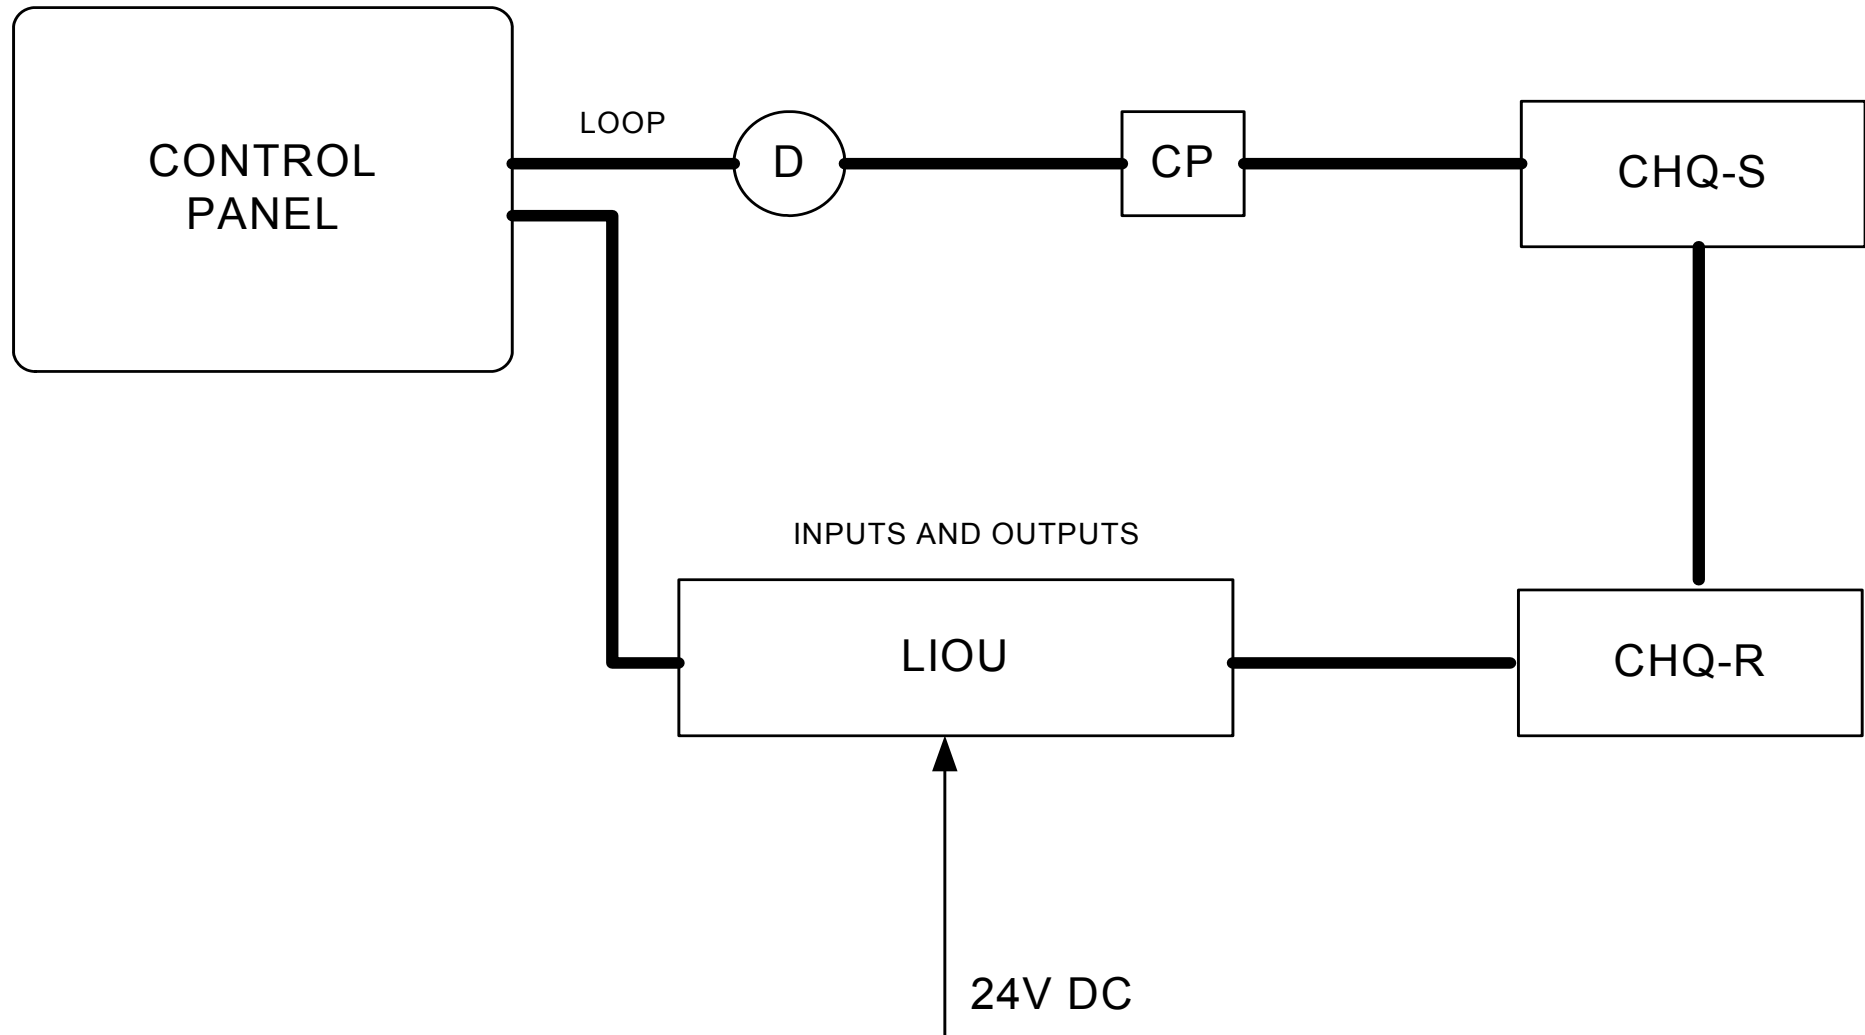 CONTROL
PANEL
LOOP
D
CP
CHQ-S
INPUTS AND OUTPUTS
LIOU
CHQ-R
24V DC